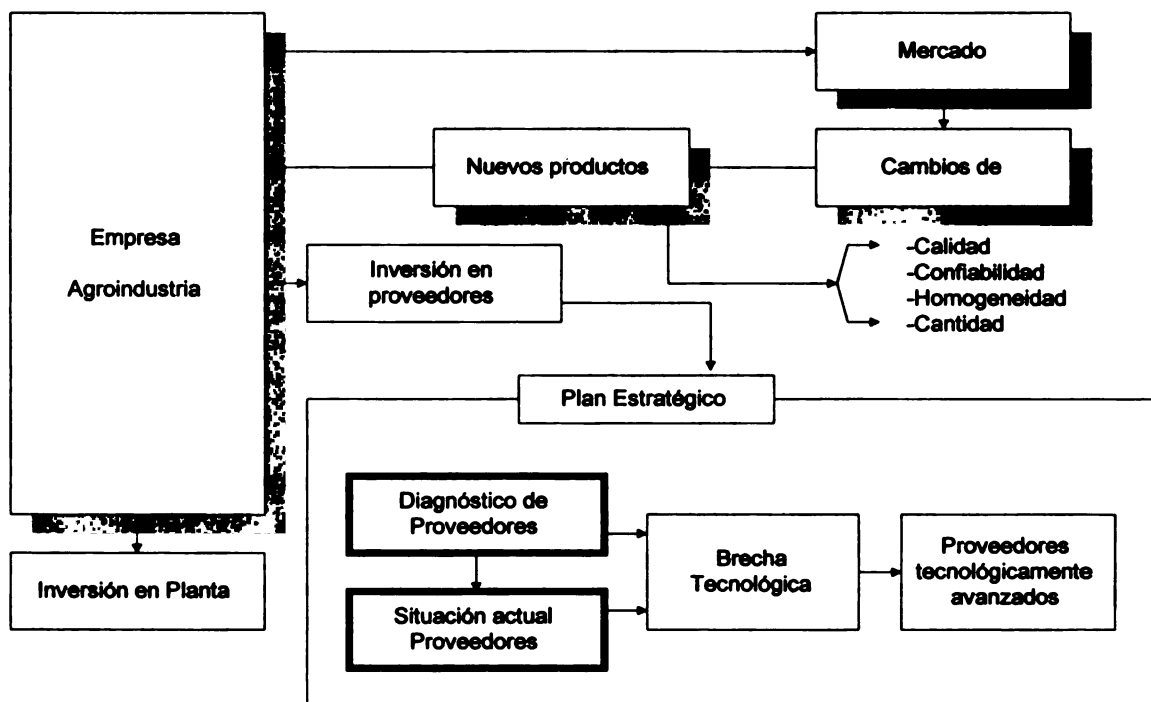 Mercado
Nuevos productos
Cambios de
Empresa
Agroindustria
Inversión en
proveedores
-Calidad
-Confiabilidad
-Homogeneidad
-Cantidad
Plan Estratégico
Diagnóstico de
Proveedores
Brecha
Tecnológica
Proveedores
tecnológicamente
avanzados
Inversión en Planta
Situación actual
Proveedores